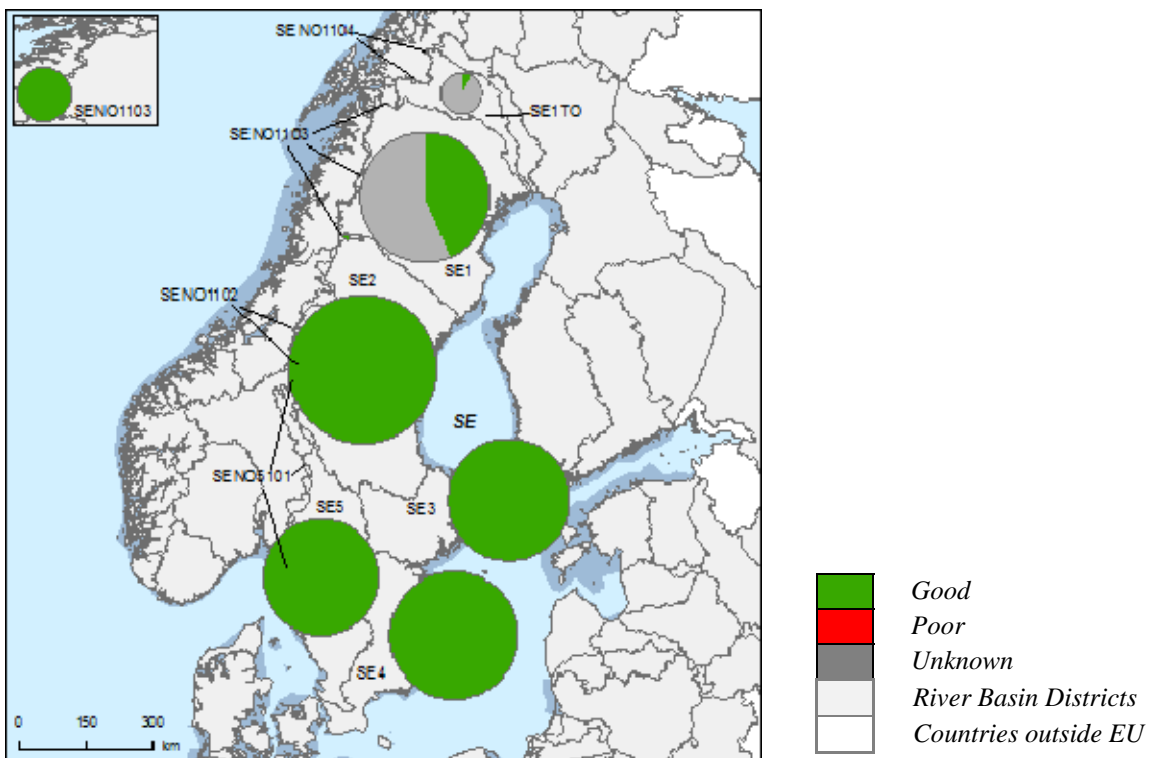 SENO1104
SENO1103
SE1TO
SENO1103
SE1
SE2
SENO1102
SE
SENO5101
SE5
SE3
SE4
0 150 300
km
Good
Poor
Unknown
River Basin Districts
Countries outside EU